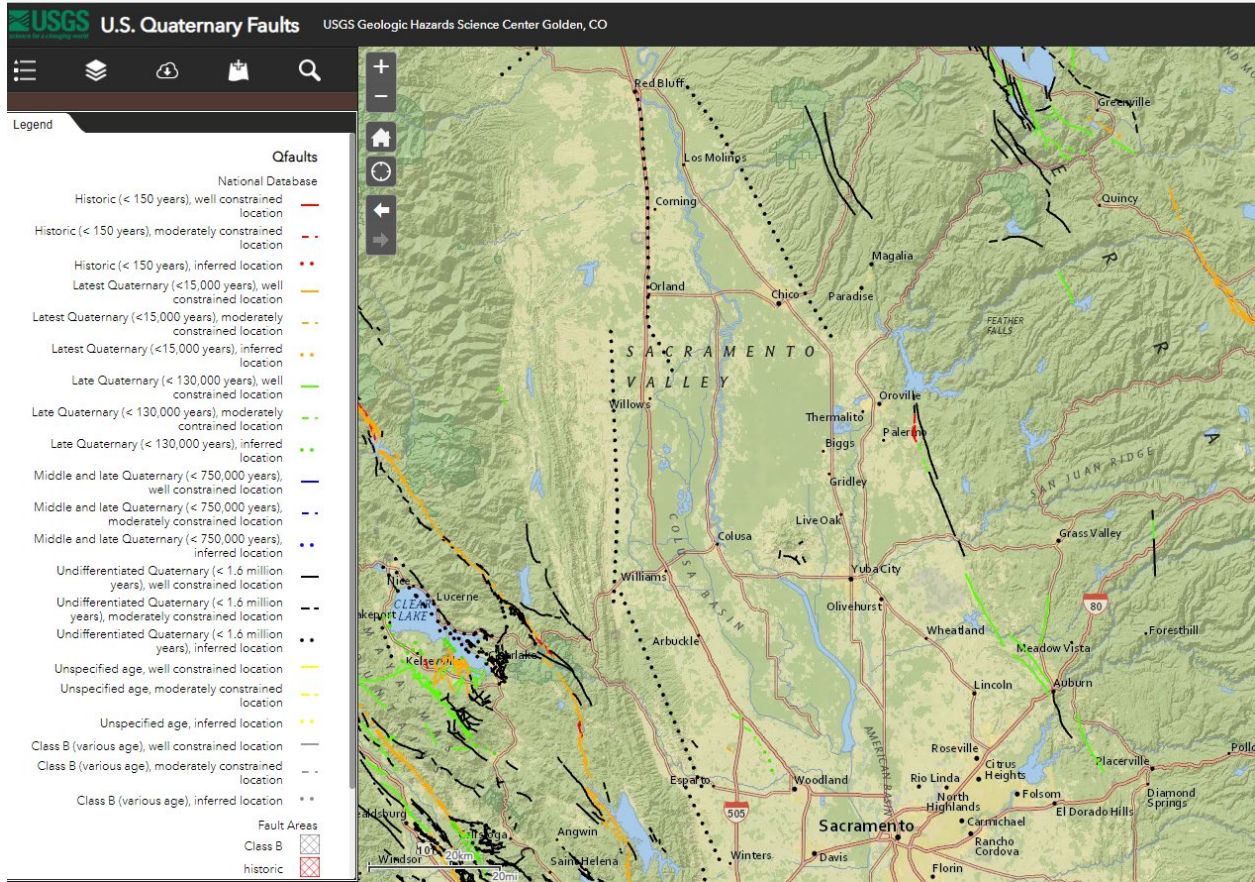 USGS
science for a changing world
U.S. Quaternary Faults
USGS Geologic Hazards Science Center Golden, CO
Legend
Qfaults
National Database
Historic (< 150 years), well constrained
location
Historic (< 150 years), moderately constrained
location
Historic (< 150 years), inferred location
Latest Quaternary (<15,000 years), well
constrained location
Latest Quaternary (<15,000 years), moderately
constrained location
Latest Quaternary (<15,000 years), inferred
location
Late Quaternary (< 130,000 years), well
constrained location
Late Quaternary (< 130,000 years), moderately
constrained location
Late Quaternary (< 130,000 years), inferred
location
Middle and late Quaternary (< 750,000 years),
well constrained location
Middle and late Quaternary (< 750,000 years),
moderately constrained location
Middle and late Quaternary (< 750,000 years),
inferred location
Undifferentiated Quaternary (< 1.6 million
years), well constrained location
Undifferentiated Quaternary (< 1.6 million
years), moderately constrained location
Undifferentiated Quaternary (< 1.6 million
years), inferred location
Unspecified age, well constrained location
Unspecified age, moderately constrained
location
Unspecified age, inferred location
Class B (various age), well constrained location
Class B (various age), moderately constrained
location
Class B (various age), inferred location
Fault Areas
Class B
historic
+
−
Red Bluff
Greenville
Los Molinos
Corning
Quincy
Magalia
Orland
Chico
Paradise
FEATHER
FALLS
SACRAMENTO
VALLEY
Willows
Oroville
Thermalito
Palermo
Biggs
Gridley
SAN JUAN RIDGE
Live Oak
Colusa
COLUSA BASIN
Grass Valley
Yuba City
Williams
Nice
Lucerne
CLEAR
LAKE
Olivehurst
80
Arbuckle
Wheatland
Foresthill
Meadow Vista
Auburn
Lincoln
AMERICAN BASIN
Roseville
Citrus
Heights
Placerville
Esparto
Woodland
Rio Linda
North
Highlands
Folsom
Diamond
Springs
El Dorado Hills
505
Carmichael
Sacramento
Rancho
Cordova
Angwin
Windsor
101
20km
20mi
Saint Helena
Winters
Davis
Florin